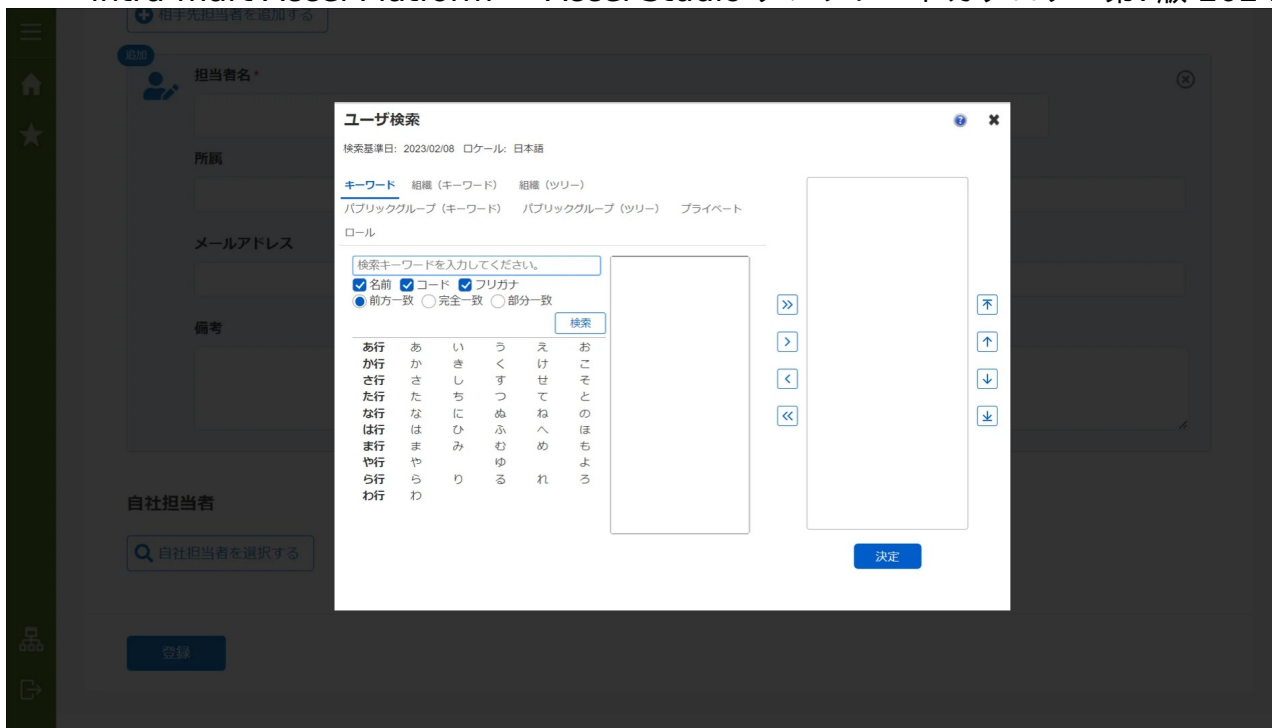 相手先担当者を追加する
追加
担当者名 *
所属
メールアドレス
備考
ユーザ検索
検索基準日: 2023/02/08 ロケール: 日本語
キーワード 組織（キーワード） 組織（ツリー）
パブリックグループ（キーワード） パブリックグループ（ツリー） プライベート
ロール
検索キーワードを入力してください。
名前 コード フリガナ
前方一致 完全一致 部分一致
検索
あ行 あ い う え お
か行 か き く け こ
さ行 さ し す せ そ
た行 た ち つ て と
な行 な に ぬ ね の
は行 は ひ ふ へ ほ
ま行 ま み む め も
や行 や ゆ よ
ら行 ら り る れ ろ
わ行 わ
決定
自社担当者
自社担当者を選択する
登録